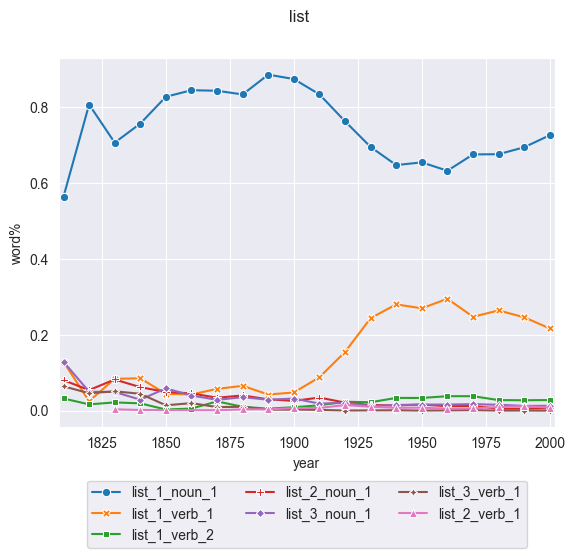 list
0.8
0.6
0.4
0.2
0.0
word%
1825 1850 1875 1900 1925 1950 1975 2000
year
list_1_noun_1 list_2_noun_1 list_3_verb_1
list_1_verb_1 list_3_noun_1 list_2_verb_1
list_1_verb_2